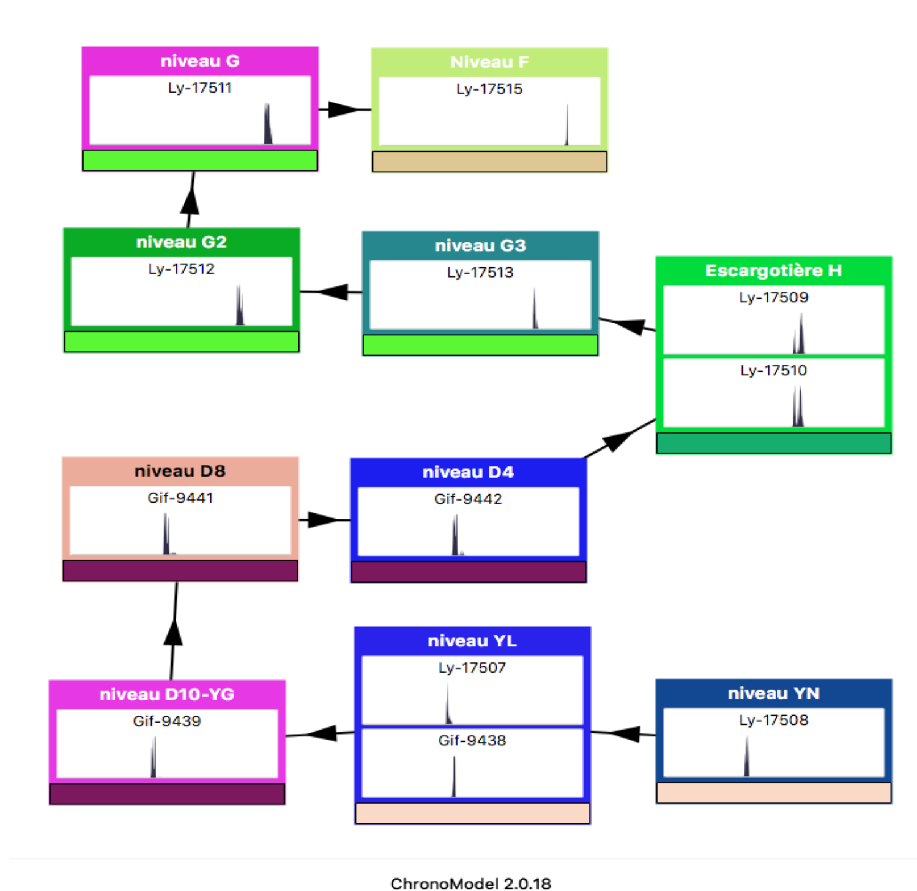 niveau G
Ly-17511
Niveau F
Ly-17515
niveau G2
Ly-17512
niveau G3
Ly-17513
Escargotière H
Ly-17509
Ly-17510
niveau D8
Gif-9441
niveau D4
Gif-9442
niveau YL
Ly-17507
Gif-9438
niveau D10-YG
Gif-9439
niveau YN
Ly-17508
ChronoModel 2.0.18